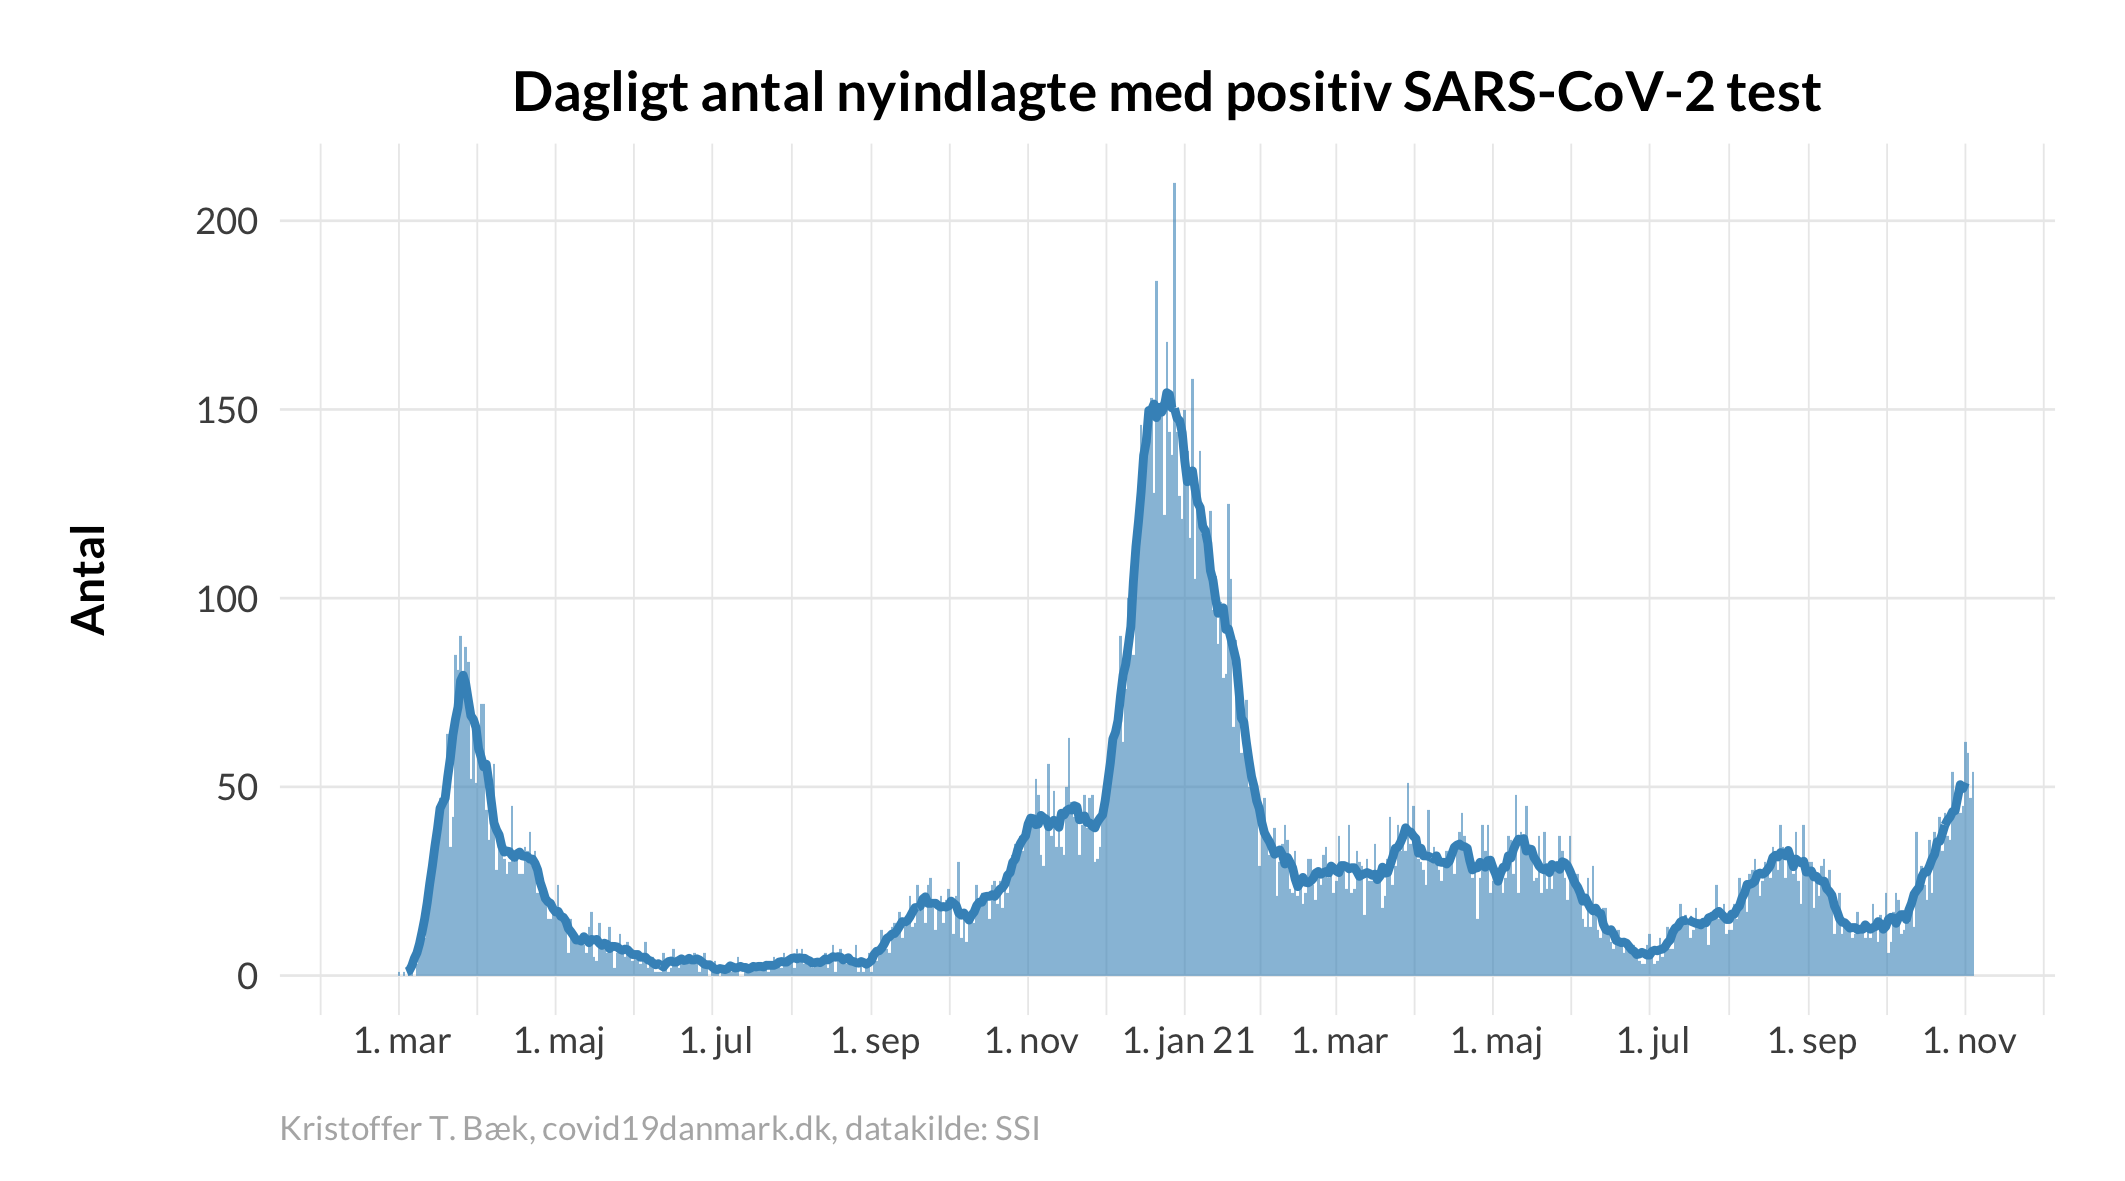 Dagligt antal nyindlagte med positiv SARS-CoV-2 test
Antal
200
150
100
50
0
1. mar 1. maj 1. jul 1. sep 1. nov 1. jan 21 1. mar 1. maj 1. jul 1. sep 1. nov
Kristoffer T. Bæk, covid19danmark.dk, datakilde: SSI